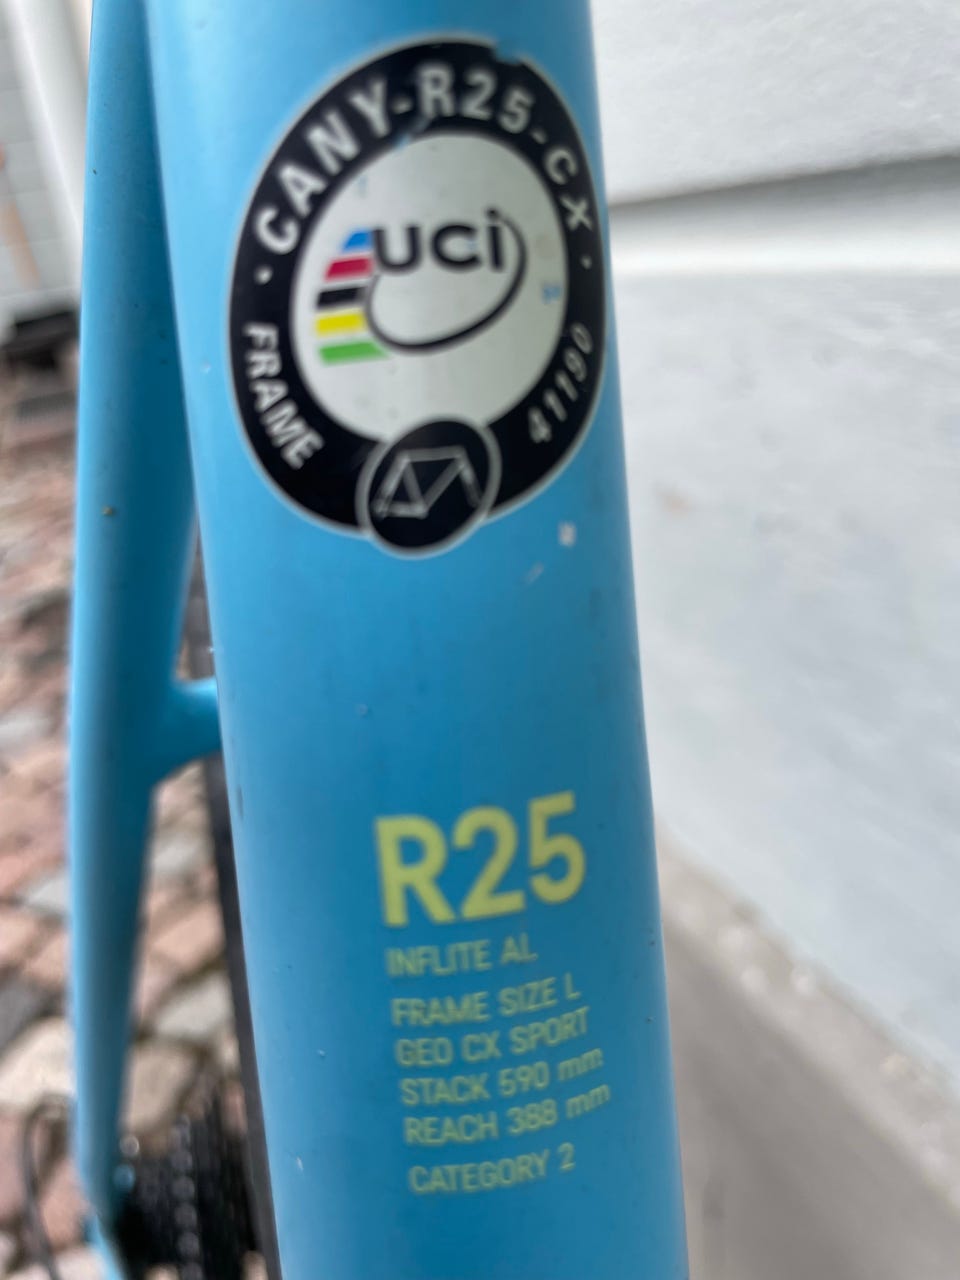 CANY-R25-CX
UCI
FRAME
41190
R25
INFLITE AL
FRAME SIZE L
GEO CX SPORT
STACK 590 mm
REACH 388 mm
CATEGORY 2